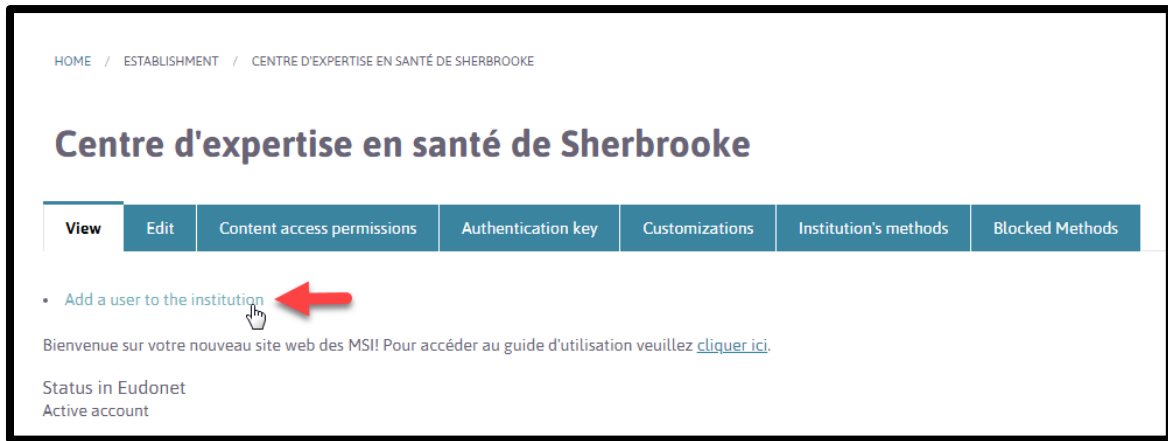 HOME / ESTABLISHMENT / CENTRE D'EXPERTISE EN SANTÉ DE SHERBROOKE
Centre d'expertise en santé de Sherbrooke
View Edit Content access permissions Authentication key Customizations Institution's methods Blocked Methods
• Add a user to the institution
Bienvenue sur votre nouveau site web des MSI! Pour accéder au guide d'utilisation veuillez cliquer ici.
Status in Eudonet
Active account